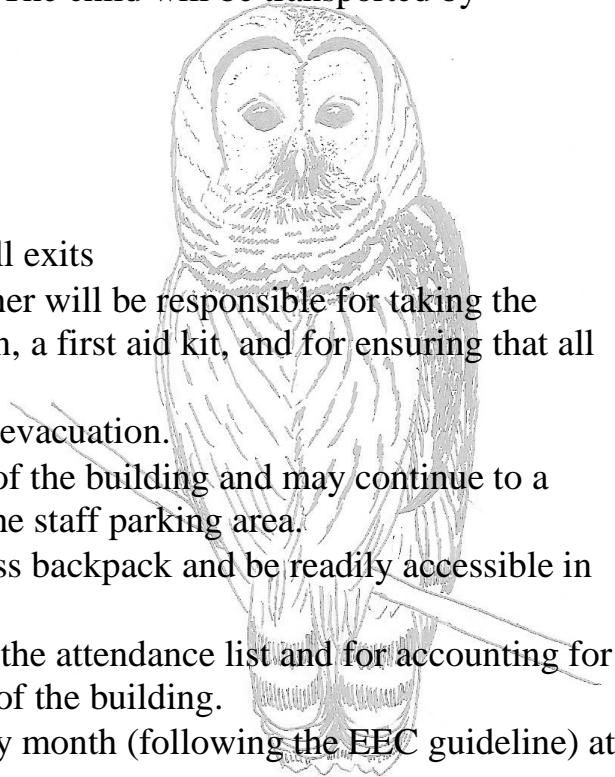 The child will be transported by
ll exits
ner will be responsible for taking the
n, a first aid kit, and for ensuring that all
evacuation.
of the building and may continue to a
he staff parking area.
ss backpack and be readily accessible in
the attendance list and for accounting for
of the building.
y month (following the EEC guideline) at